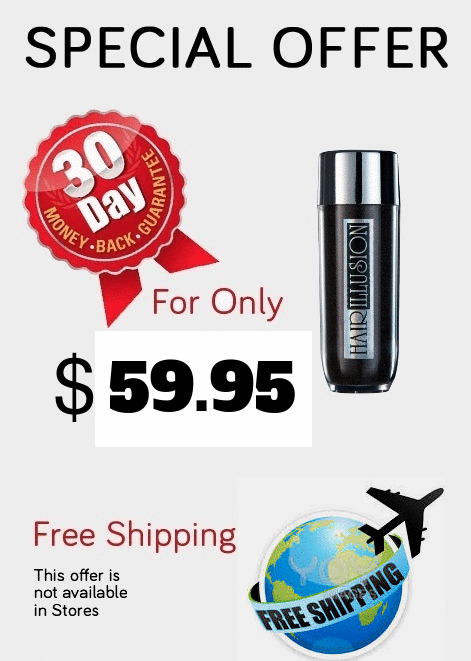 SPECIAL OFFER
30
Day
MONEY • BACK • GUARANTEE
HAIR ILLUSION
For Only
$ 59.95
Free Shipping
This offer is
not available
in Stores
FREE SHIPPING